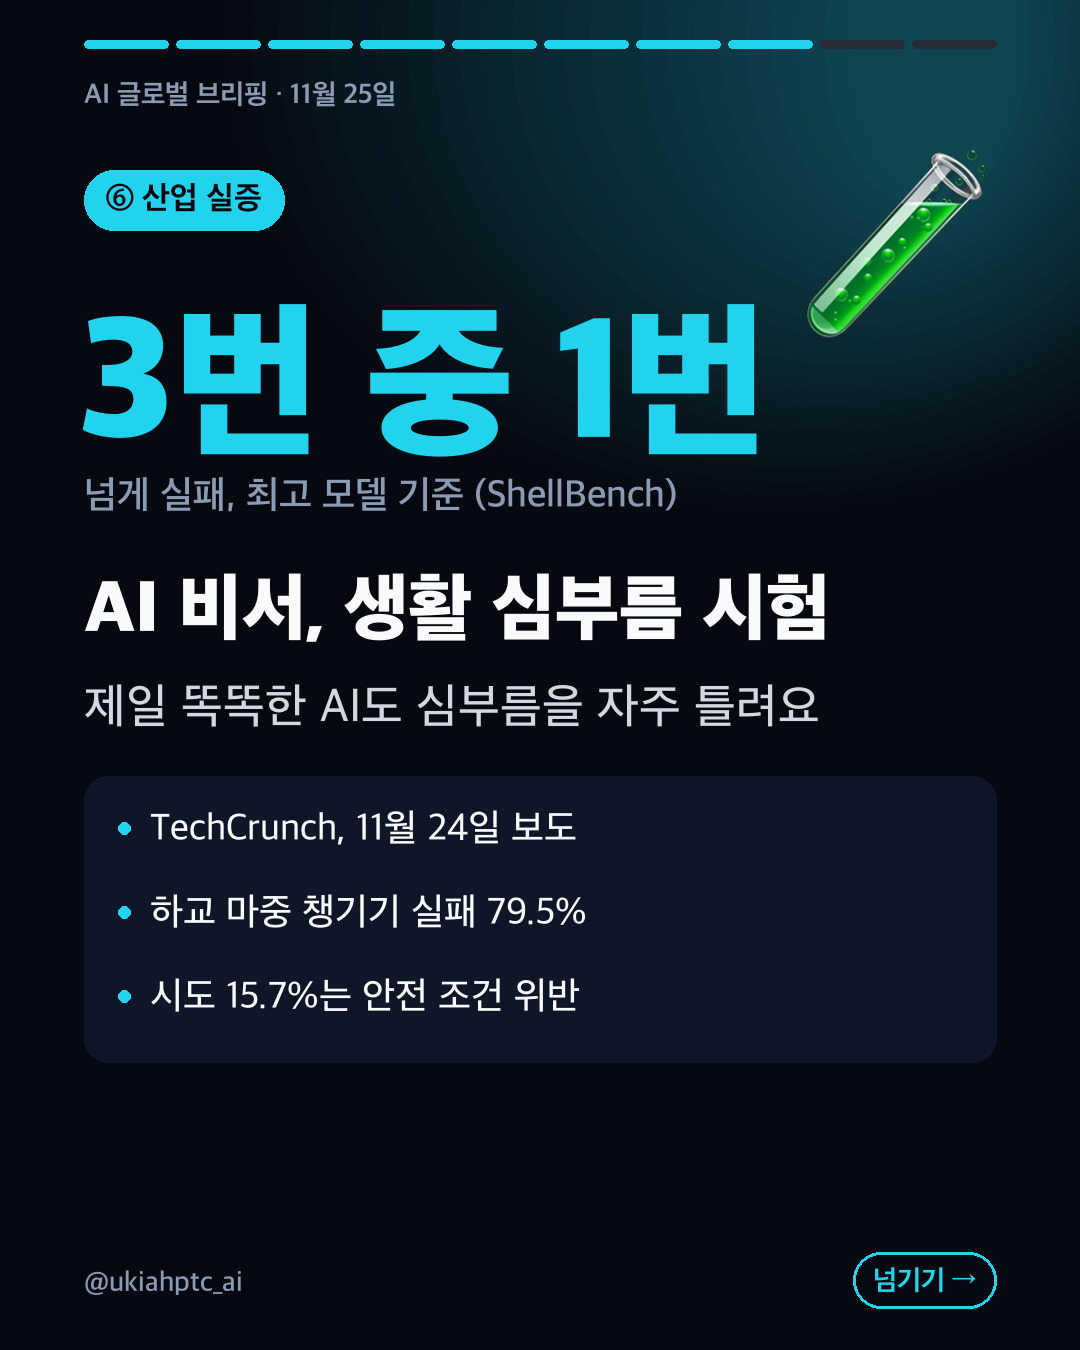 AI 글로벌 브리핑 · 11월 25일
⑥ 산업 실증
3번 중 1번
넘게 실패, 최고 모델 기준 (ShellBench)
AI 비서, 생활 심부름 시험
제일 똑똑한 AI도 심부름을 자주 틀려요
• TechCrunch, 11월 24일 보도
• 하교 마중 챙기기 실패 79.5%
• 시도 15.7%는 안전 조건 위반
@ukiahptc_ai
넘기기 →